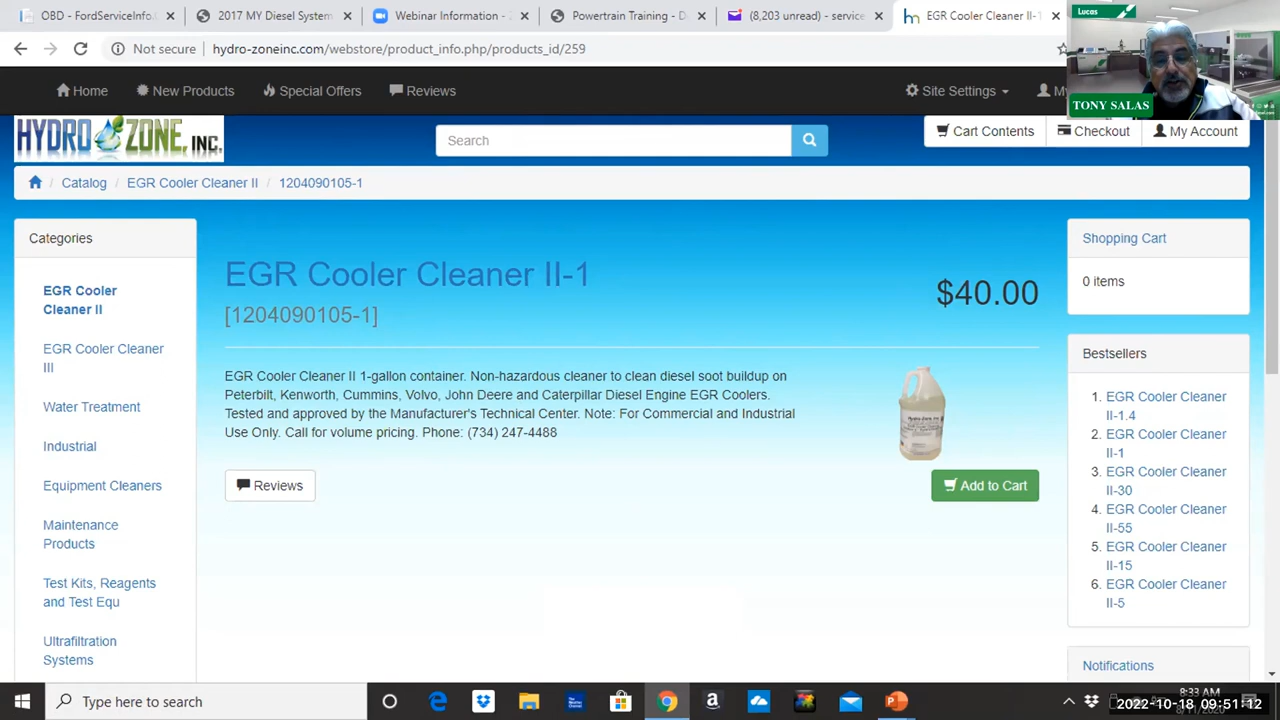 OBD - FordServiceInfo.
2017 MY Diesel System
Webinar Information -
Powertrain Training - D
(8,203 unread) - service
EGR Cooler Cleaner II-1
Lucas
Not secure
hydro-zoneinc.com/webstore/product_info.php/products_id/259
Home
New Products
Special Offers
Reviews
Site Settings
My
TONY SALAS
HYDRO ZONE, INC.
Search
Cart Contents
Checkout
My Account
/ Catalog / EGR Cooler Cleaner II / 1204090105-1
Categories
EGR Cooler
Cleaner II
EGR Cooler Cleaner
III
Water Treatment
Industrial
Equipment Cleaners
Maintenance
Products
Test Kits, Reagents
and Test Equ
Ultrafiltration
Systems
EGR Cooler Cleaner II-1
[1204090105-1]
$40.00
EGR Cooler Cleaner II 1-gallon container. Non-hazardous cleaner to clean diesel soot buildup on
Peterbilt, Kenworth, Cummins, Volvo, John Deere and Caterpillar Diesel Engine EGR Coolers.
Tested and approved by the Manufacturer's Technical Center. Note: For Commercial and Industrial
Use Only. Call for volume pricing. Phone: (734) 247-4488
Reviews
Add to Cart
Shopping Cart
0 items
Bestsellers
1. EGR Cooler Cleaner
II-1.4
2. EGR Cooler Cleaner
II-1
3. EGR Cooler Cleaner
II-30
4. EGR Cooler Cleaner
II-55
5. EGR Cooler Cleaner
II-15
6. EGR Cooler Cleaner
II-5
Notifications
Type here to search
8:33 AM
2022-10-18 09:51:12